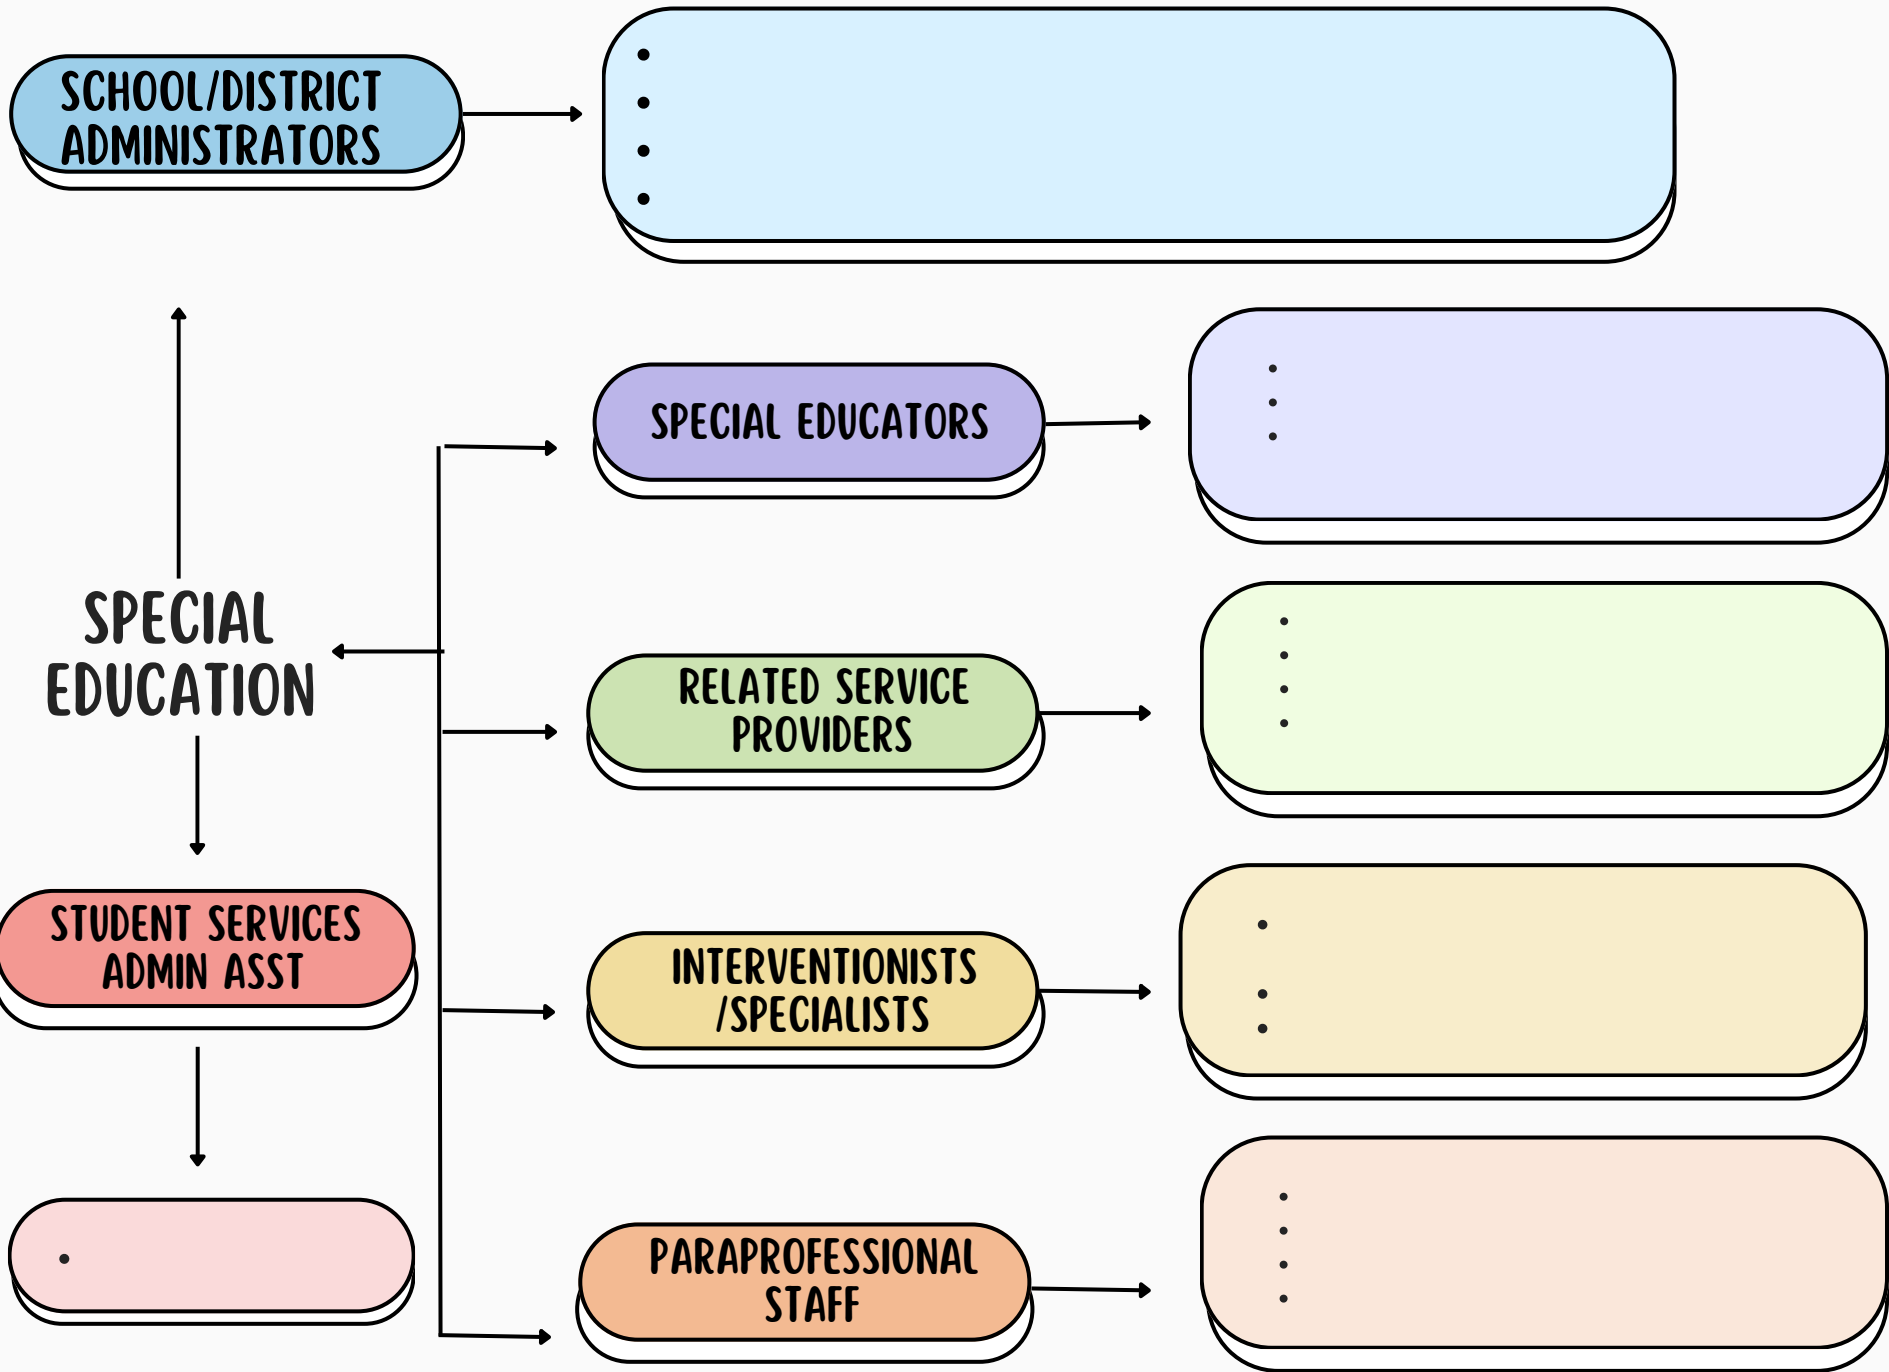 SCHOOL/DISTRICT
ADMINISTRATORS
SPECIAL EDUCATORS
SPECIAL
EDUCATION
RELATED SERVICE
PROVIDERS
STUDENT SERVICES
ADMIN ASST
INTERVENTIONISTS
/SPECIALISTS
PARAPROFESSIONAL
STAFF